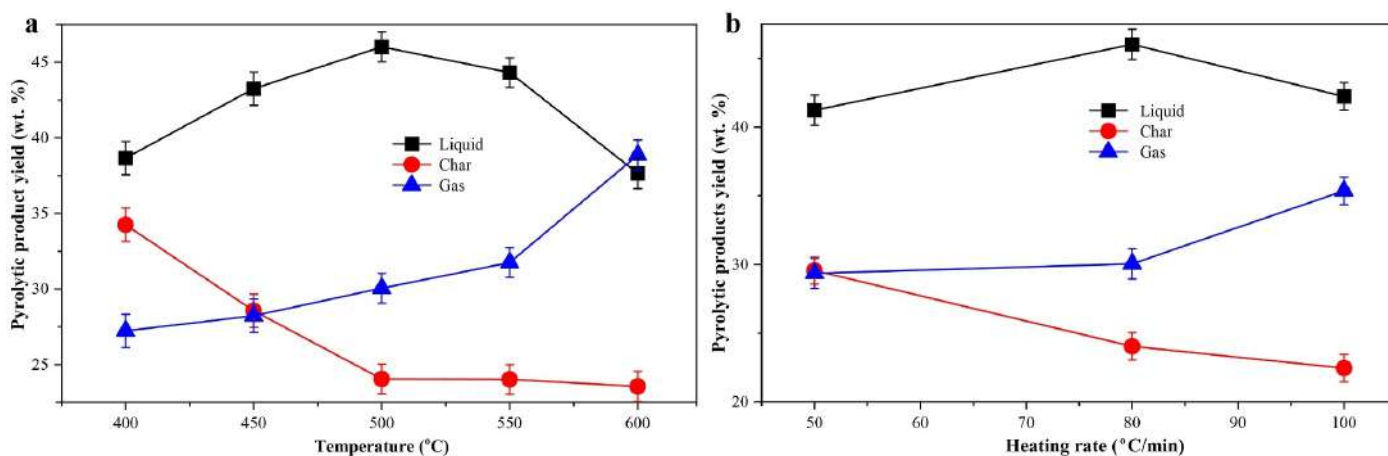 a
Pyrolytic product yield (wt. %)
45
40
35
30
25
Liquid
Char
Gas
400
450
500
550
600
Temperature (°C)
b
Pyrolytic products yield (wt. %)
40
30
20
Liquid
Char
Gas
50
60
70
80
90
100
Heating rate (°C/min)